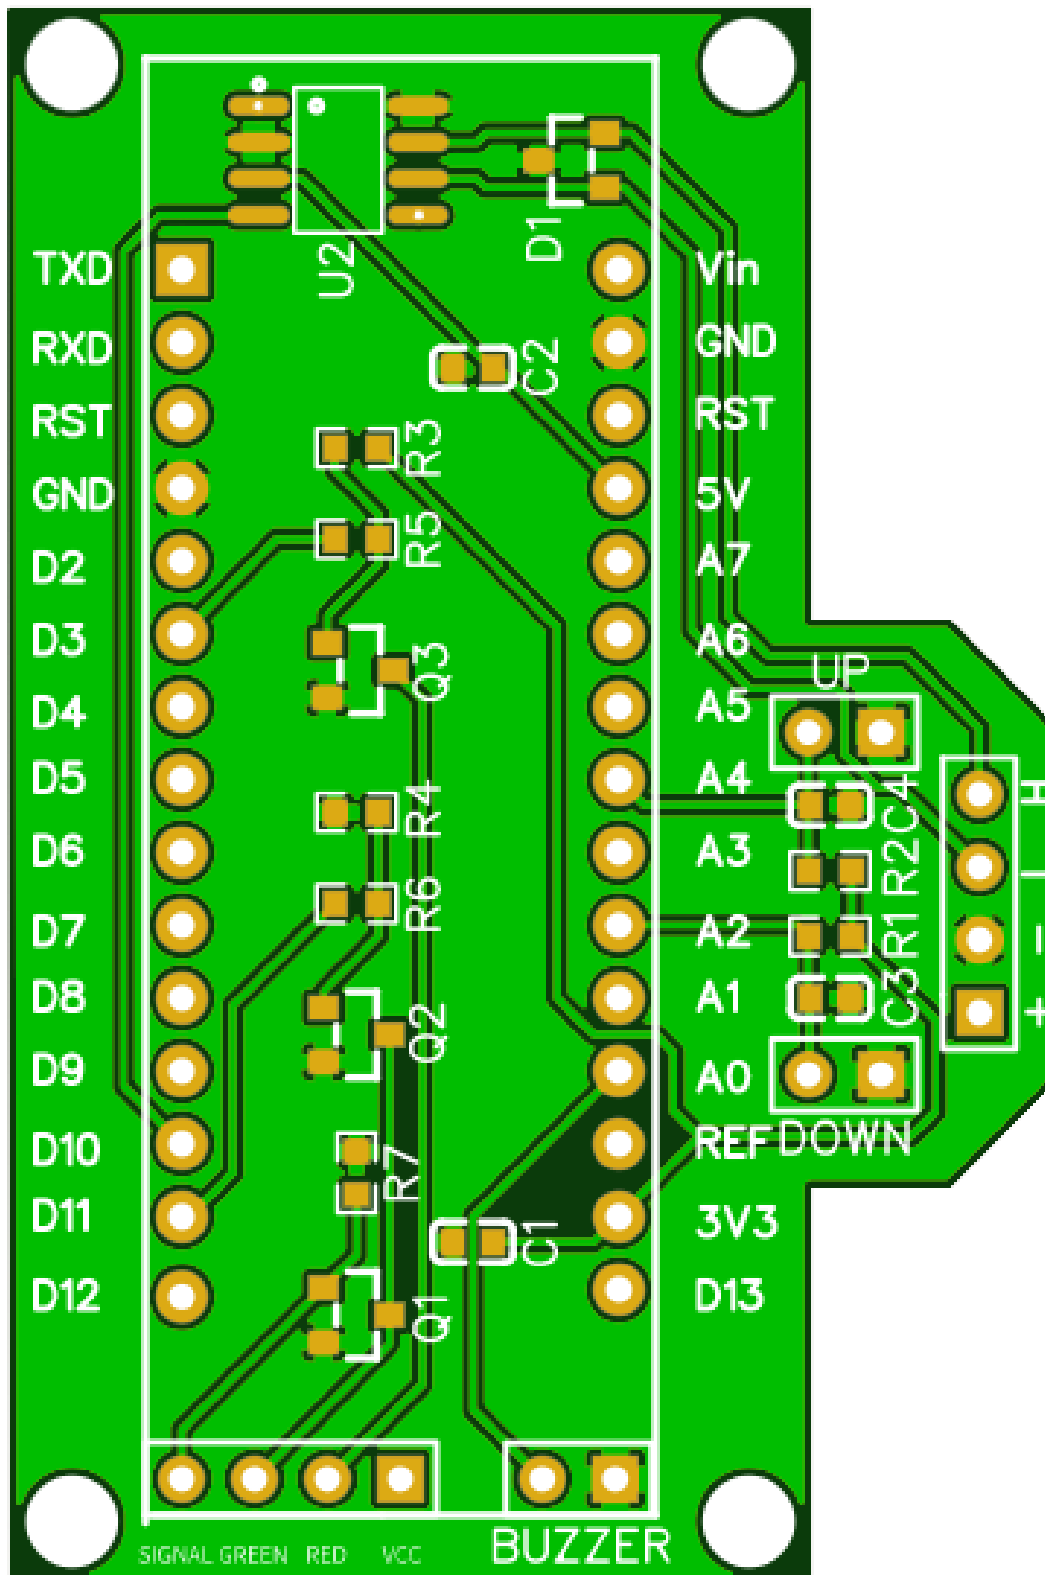 U2
D1
TXD
Vin
RXD
GND
C2
RST
RST
R3
GND
5V
R5
D2
A7
D3
A6
Q3
UP
D4
A5
D5
A4
H
R4
C4
D6
A3
R2
R6
D7
A2
R1
D8
A1
C3
+
Q2
D9
A0
D10
REF
DOWN
R7
D11
3V3
C1
D12
D13
Q1
BUZZER
SIGNAL GREEN RED VCC